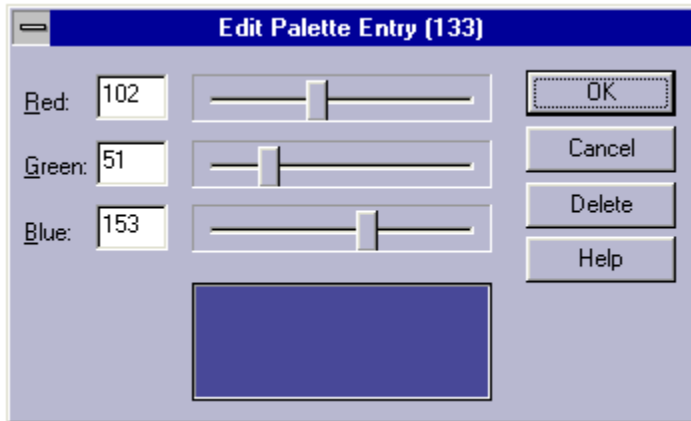 Edit Palette Entry (133)
Red: 102
OK
Green: 51
Cancel
Blue: 153
Delete
Help